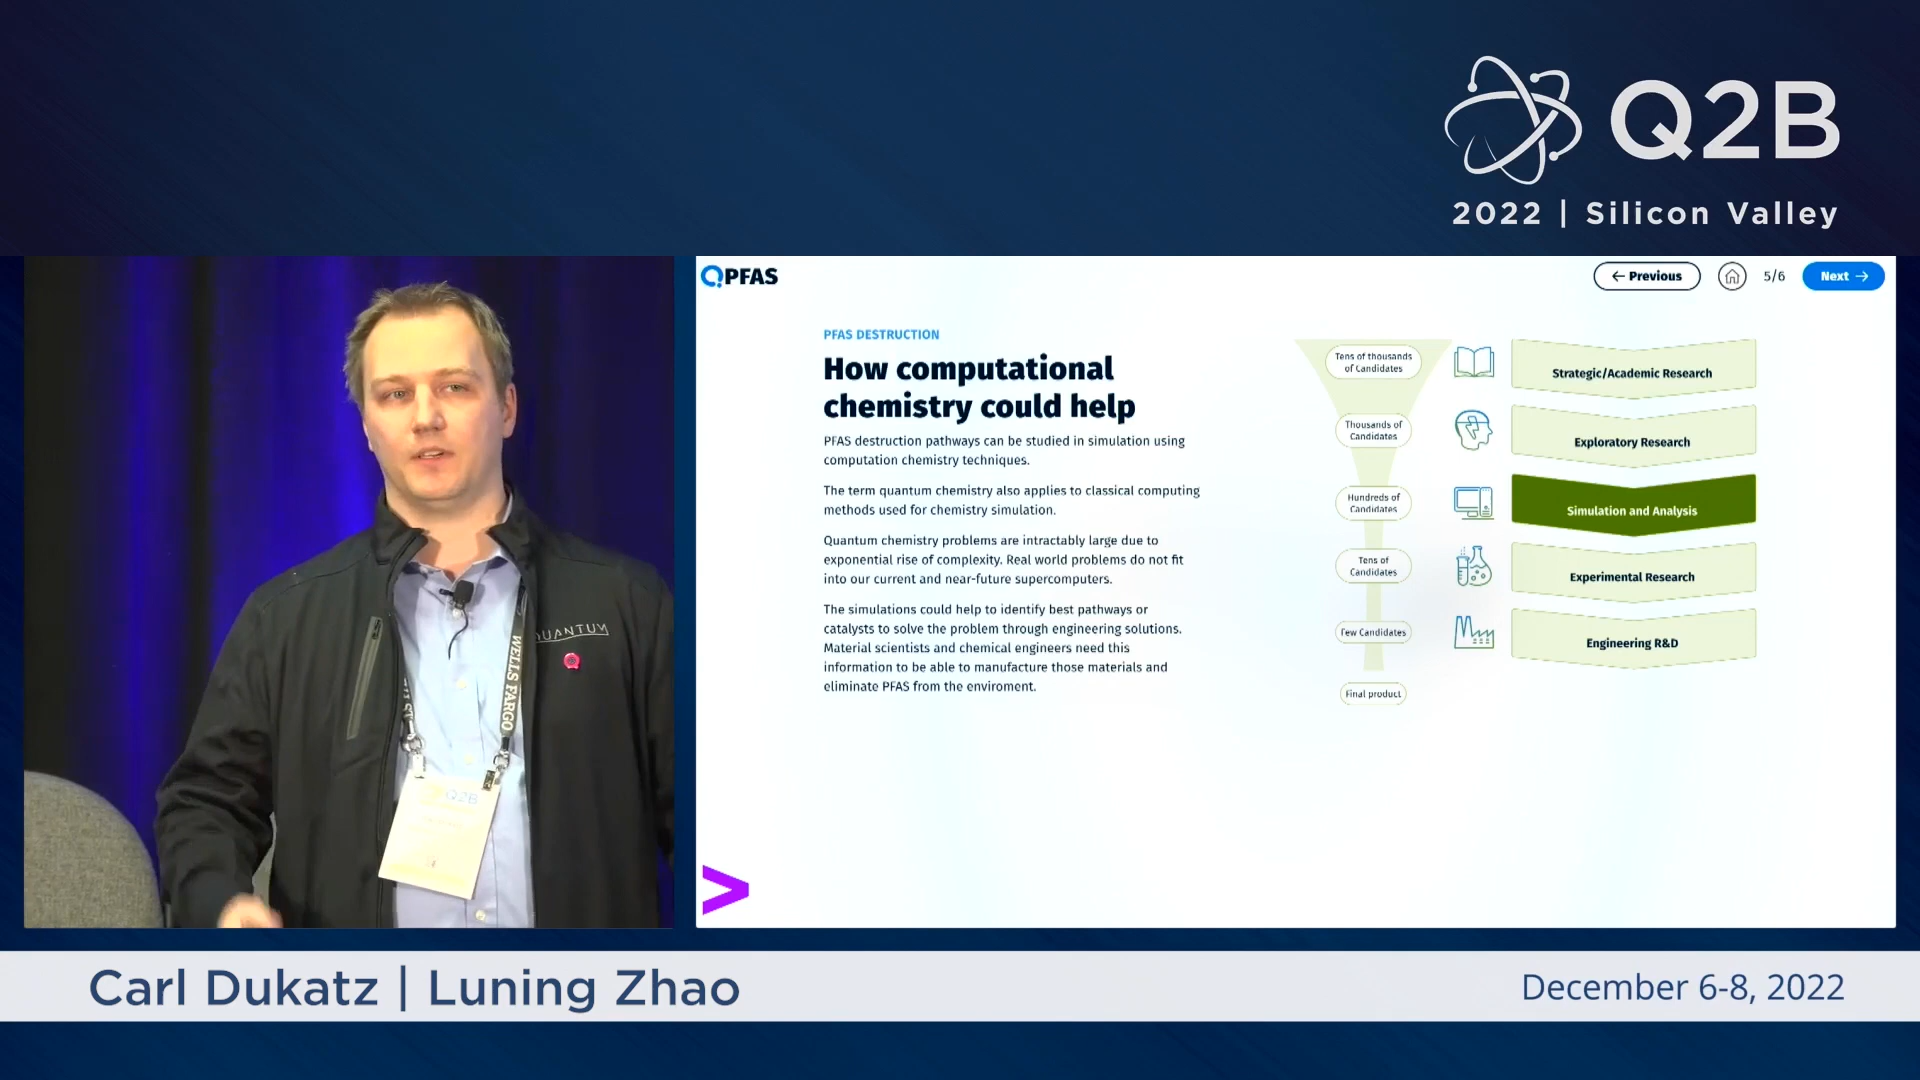 Q2B
2022 | Silicon Valley
QPFAS
← Previous
5/6
Next →
PFAS DESTRUCTION
How computational
chemistry could help
PFAS destruction pathways can be studied in simulation using
computation chemistry techniques.
The term quantum chemistry also applies to classical computing
methods used for chemistry simulation.
Quantum chemistry problems are intractably large due to
exponential rise of complexity. Real world problems do not fit
into our current and near-future supercomputers.
The simulations could help to identify best pathways or
catalysts to solve the problem through engineering solutions.
Material scientists and chemical engineers need this
information to be able to manufacture those materials and
eliminate PFAS from the enviroment.
Tens of thousands
of Candidates
Strategic/Academic Research
Thousands of
Candidates
Exploratory Research
Hundreds of
Candidates
Simulation and Analysis
Tens of
Candidates
Experimental Research
Few Candidates
Engineering R&D
Final product
>
QUANTUM
WELLS FARGO
Q2B
Carl Dukatz | Luning Zhao
December 6-8, 2022